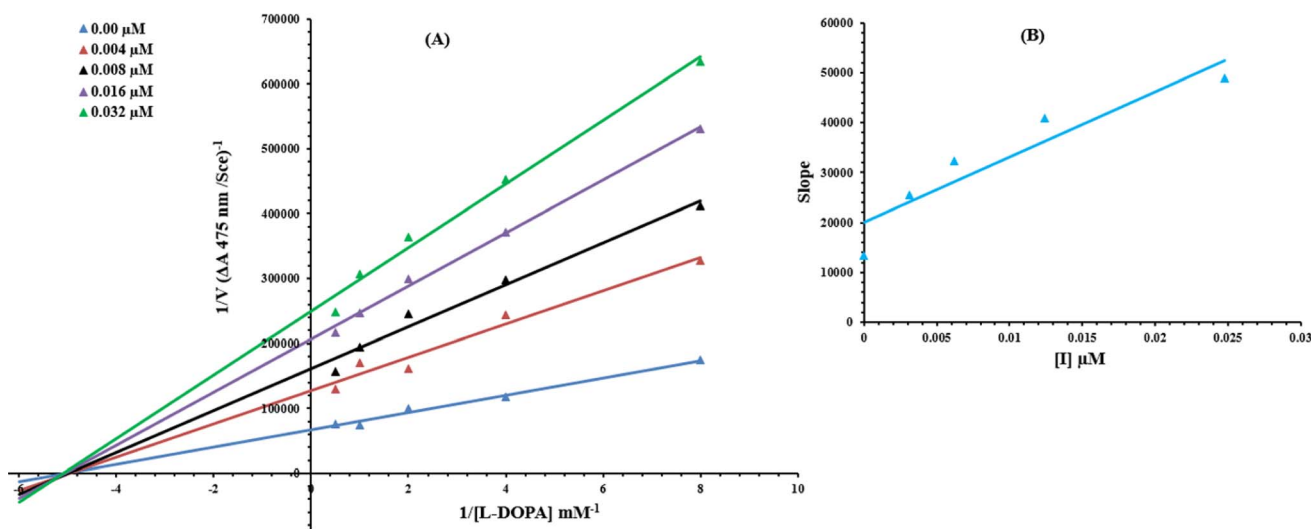 0.00 µM
0.004 µM
0.008 µM
0.016 µM
0.032 µM
(A)
700000
600000
500000
400000
300000
200000
100000
0
1/V (ΔA 475 nm /Sce)⁻¹
-6 -4 -2 0 2 4 6 8 10
1/[L-DOPA] mM⁻¹
(B)
60000
50000
40000
30000
20000
10000
0
Slope
0 0.005 0.01 0.015 0.02 0.025 0.03
[I] µM